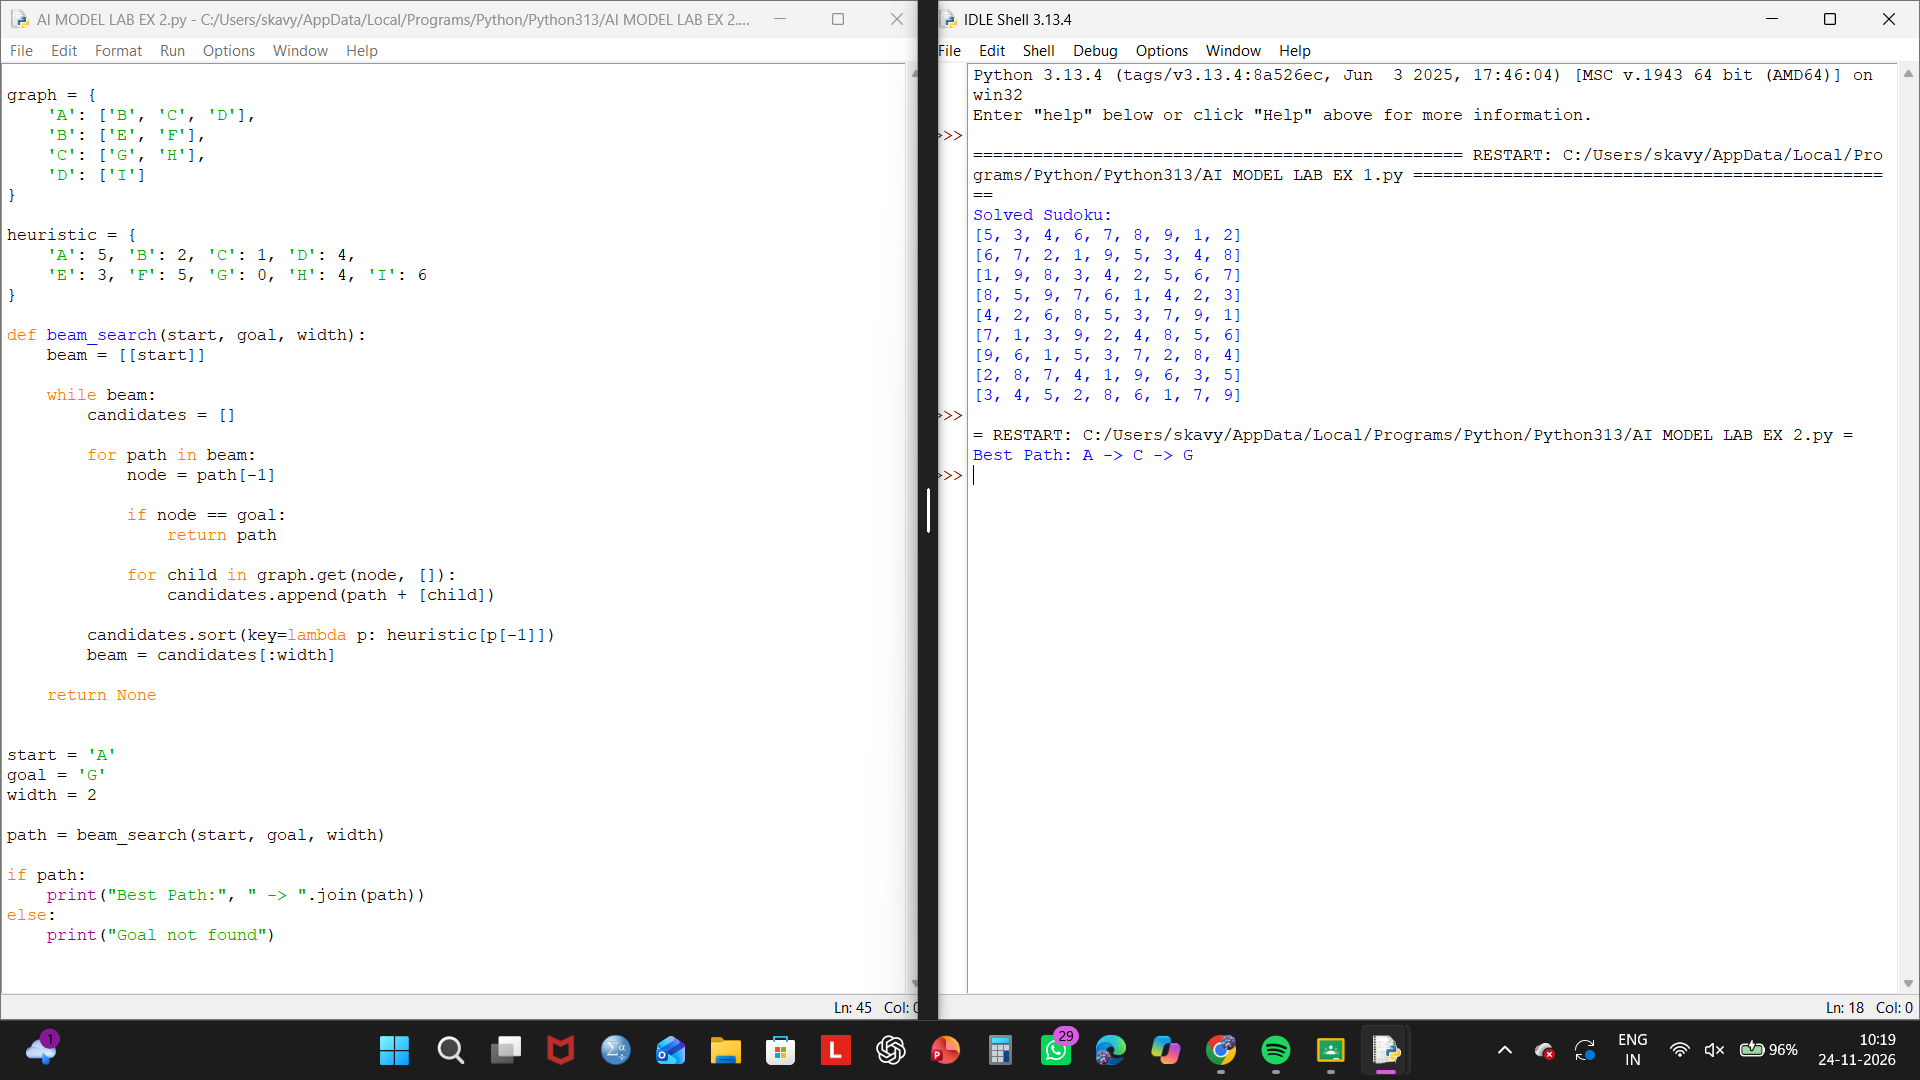 AI MODEL LAB EX 2.py - C:/Users/skavy/AppData/Local/Programs/Python/Python313/AI MODEL LAB EX 2....
File Edit Format Run Options Window Help
graph = {
    'A': ['B', 'C', 'D'],
    'B': ['E', 'F'],
    'C': ['G', 'H'],
    'D': ['I']
}
heuristic = {
    'A': 5, 'B': 2, 'C': 1, 'D': 4,
    'E': 3, 'F': 5, 'G': 0, 'H': 4, 'I': 6
}
def beam_search(start, goal, width):
    beam = [[start]]
    while beam:
        candidates = []
        for path in beam:
            node = path[-1]
            if node == goal:
                return path
            for child in graph.get(node, []):
                candidates.append(path + [child])
        candidates.sort(key=lambda p: heuristic[p[-1]])
        beam = candidates[:width]
    return None
start = 'A'
goal = 'G'
width = 2
path = beam_search(start, goal, width)
if path:
    print("Best Path:", " -> ".join(path))
else:
    print("Goal not found")
Ln: 45 Col: 0
IDLE Shell 3.13.4
File Edit Shell Debug Options Window Help
Python 3.13.4 (tags/v3.13.4:8a526ec, Jun  3 2025, 17:46:04) [MSC v.1943 64 bit (AMD64)] on
win32
Enter "help" below or click "Help" above for more information.
>>>
================================================= RESTART: C:/Users/skavy/AppData/Local/Pro
grams/Python/Python313/AI MODEL LAB EX 1.py ===============================================
==
Solved Sudoku:
[5, 3, 4, 6, 7, 8, 9, 1, 2]
[6, 7, 2, 1, 9, 5, 3, 4, 8]
[1, 9, 8, 3, 4, 2, 5, 6, 7]
[8, 5, 9, 7, 6, 1, 4, 2, 3]
[4, 2, 6, 8, 5, 3, 7, 9, 1]
[7, 1, 3, 9, 2, 4, 8, 5, 6]
[9, 6, 1, 5, 3, 7, 2, 8, 4]
[2, 8, 7, 4, 1, 9, 6, 3, 5]
[3, 4, 5, 2, 8, 6, 1, 7, 9]
>>>
= RESTART: C:/Users/skavy/AppData/Local/Programs/Python/Python313/AI MODEL LAB EX 2.py =
Best Path: A -> C -> G
>>>
Ln: 18 Col: 0
1
L
P
29
ENG
IN
96%
10:19
24-11-2026